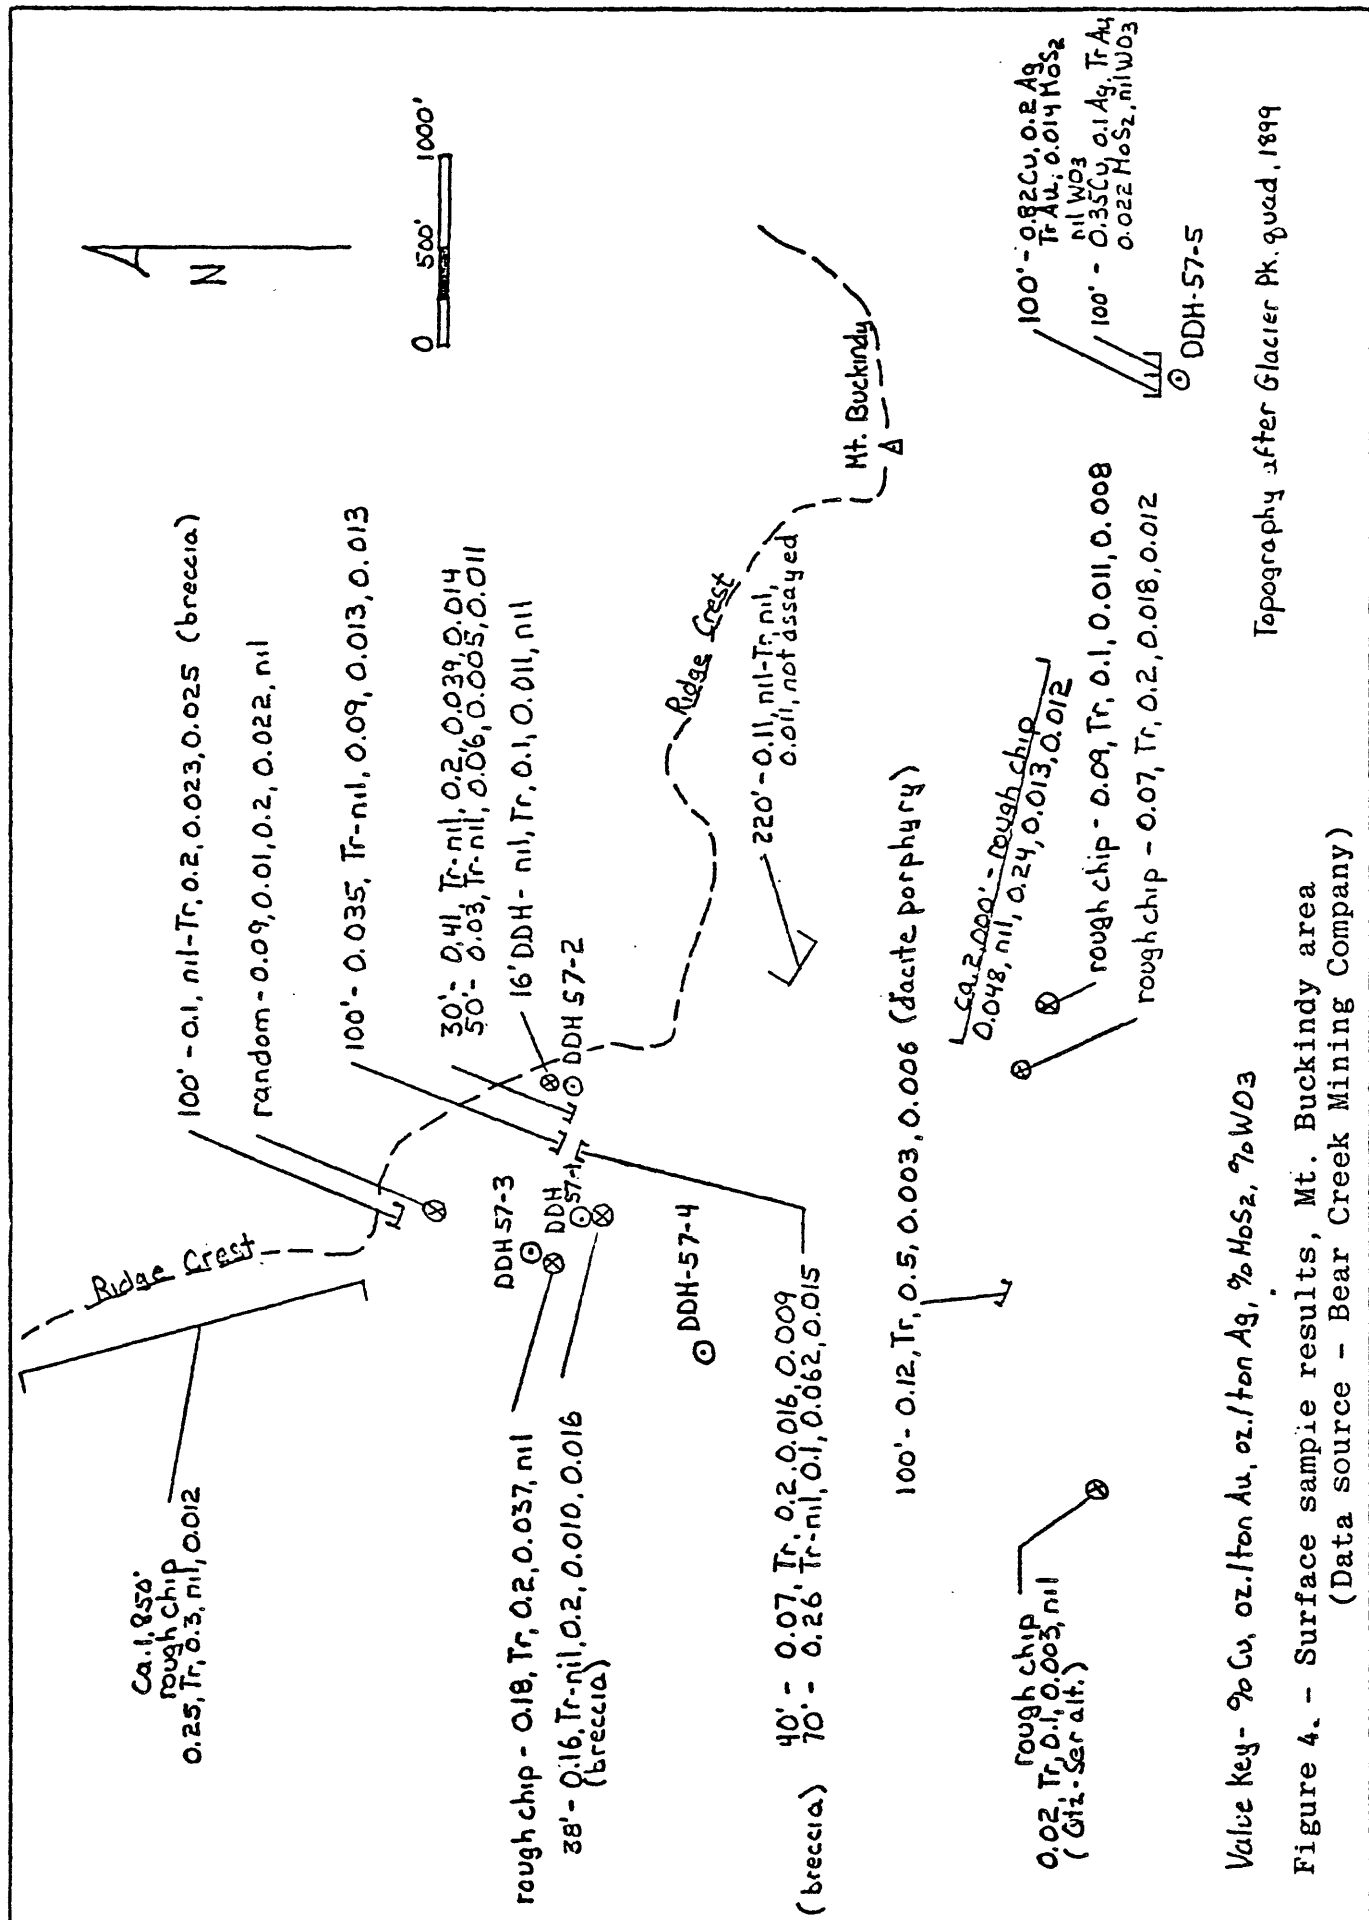 Ca. 1,850'
rough chip
0.25, Tr, 0.3, nil, 0.012
Ridge Crest
100' - 0.1, nil-Tr, 0.2, 0.023, 0.025 (breccia)
random - 0.09, 0.01, 0.2, 0.022, nil
N
100' - 0.035, Tr-nil, 0.09, 0.013, 0.013
0 500' 1000'
30' - 0.41, Tr-nil, 0.2, 0.039, 0.014
50' - 0.03, Tr-nil, 0.06, 0.005, 0.011
16' DDH - nil, Tr, 0.1, 0.011, nil
DDH 57-2
DDH 57-3
DDH
57-1
rough chip - 0.18, Tr, 0.2, 0.037, nil
38' - 0.16, Tr-nil, 0.2, 0.010, 0.016
(breccia)
DDH-57-4
Ridge Crest
Mt. Buckindy
220' - 0.11, nil-Tr, nil,
0.011, not assayed
40' - 0.07, Tr, 0.2, 0.016, 0.009
(breccia) 70' - 0.26, Tr-nil, 0.1, 0.062, 0.015
100' - 0.12, Tr, 0.5, 0.003, 0.006 (dacite porphyry)
ca. 2,000' - rough chip
0.048, nil, 0.24, 0.013, 0.012
rough chip - 0.09, Tr, 0.1, 0.011, 0.008
rough chip - 0.07, Tr, 0.2, 0.018, 0.012
100' - 0.82 Cu, 0.2 Ag,
Tr Au, 0.014 MoS2
nil WO3
100' - 0.35 Cu, 0.1 Ag, Tr Au
0.022 MoS2, nil WO3
DDH-57-5
rough chip
0.02, Tr, 0.1, 0.003, nil
(Qtz-Ser alt.)
Topography after Glacier Pk. quad, 1899
Value Key - % Cu, oz./ton Au, oz./ton Ag, % MoS2, % WO3
Figure 4. - Surface sample results, Mt. Buckindy area
(Data source - Bear Creek Mining Company)